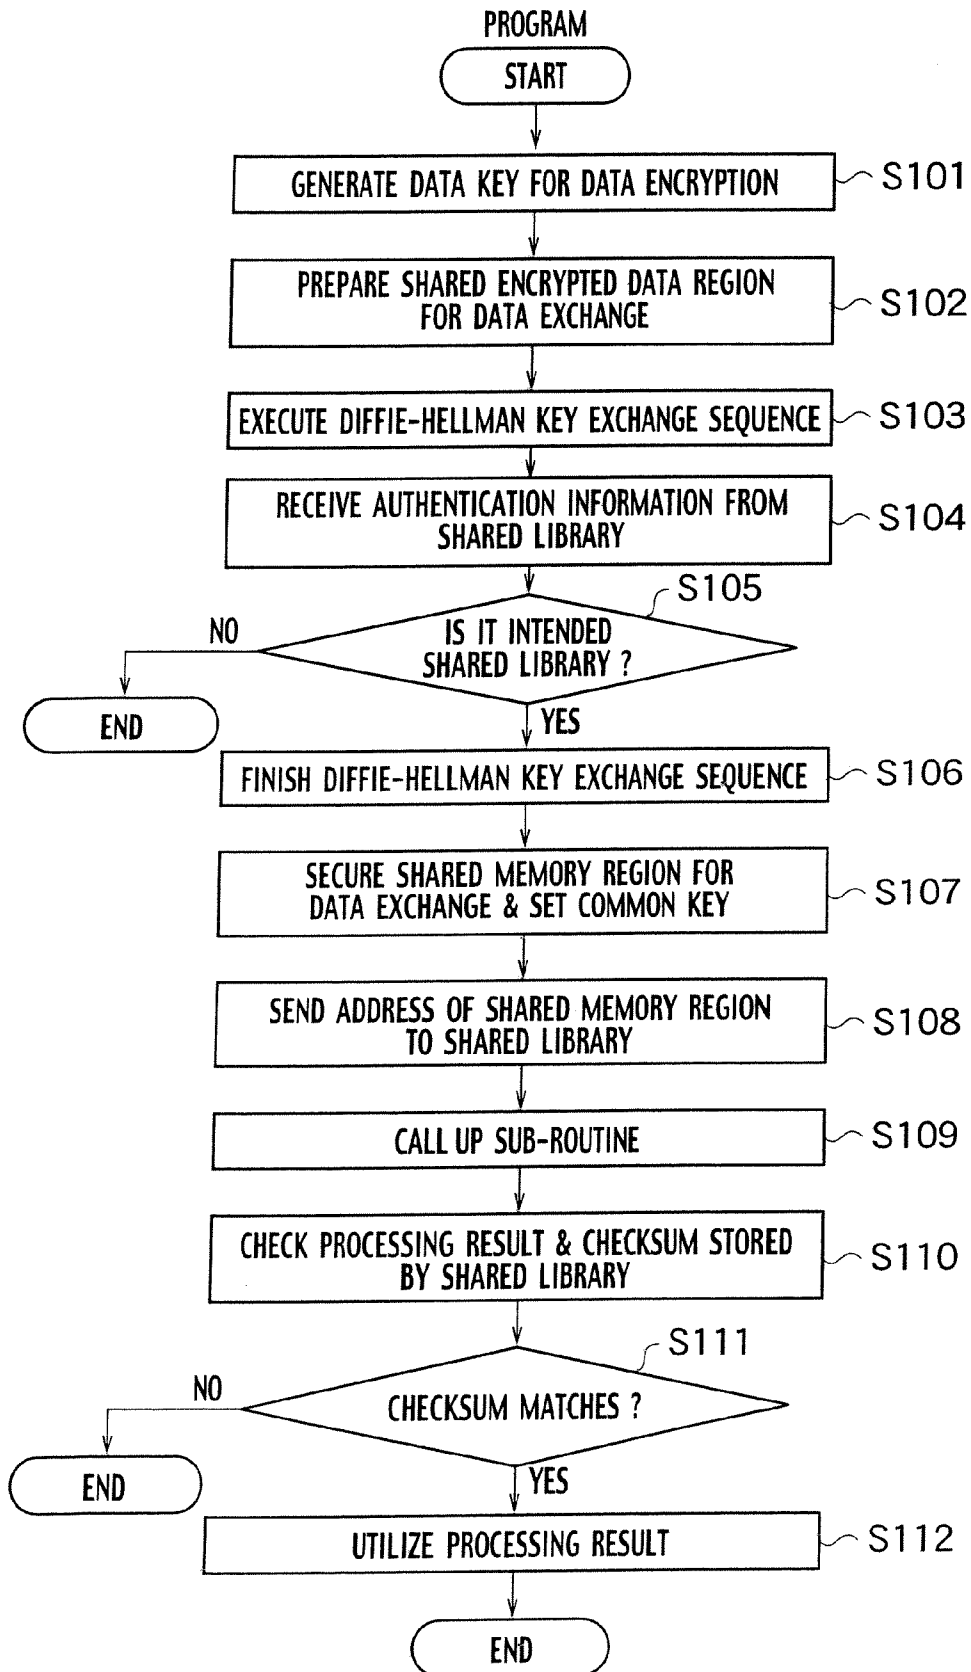 PROGRAM
START
GENERATE DATA KEY FOR DATA ENCRYPTION
S101
PREPARE SHARED ENCRYPTED DATA REGION
FOR DATA EXCHANGE
S102
EXECUTE DIFFIE-HELLMAN KEY EXCHANGE SEQUENCE
S103
RECEIVE AUTHENTICATION INFORMATION FROM
SHARED LIBRARY
S104
S105
IS IT INTENDED
SHARED LIBRARY ?
NO
END
YES
FINISH DIFFIE-HELLMAN KEY EXCHANGE SEQUENCE
S106
SECURE SHARED MEMORY REGION FOR
DATA EXCHANGE & SET COMMON KEY
S107
SEND ADDRESS OF SHARED MEMORY REGION
TO SHARED LIBRARY
S108
CALL UP SUB-ROUTINE
S109
CHECK PROCESSING RESULT & CHECKSUM STORED
BY SHARED LIBRARY
S110
S111
CHECKSUM MATCHES ?
NO
END
YES
UTILIZE PROCESSING RESULT
S112
END